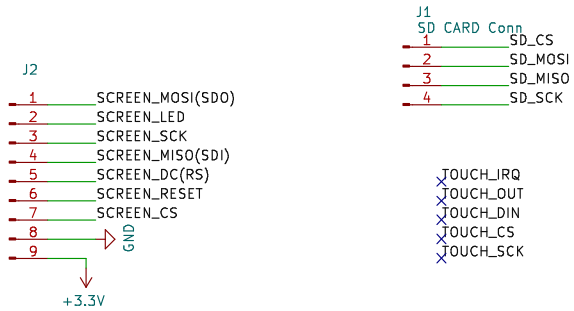 J1
SD CARD Conn
1 SD_CS
2 SD_MOSI
3 SD_MISO
4 SD_SCK
J2
1 SCREEN_MOSI(SDO)
2 SCREEN_LED
3 SCREEN_SCK
4 SCREEN_MISO(SDI)
5 SCREEN_DC(RS)
6 SCREEN_RESET
7 SCREEN_CS
8 GND
9
+3.3V
TOUCH_IRQ
TOUCH_OUT
TOUCH_DIN
TOUCH_CS
TOUCH_SCK